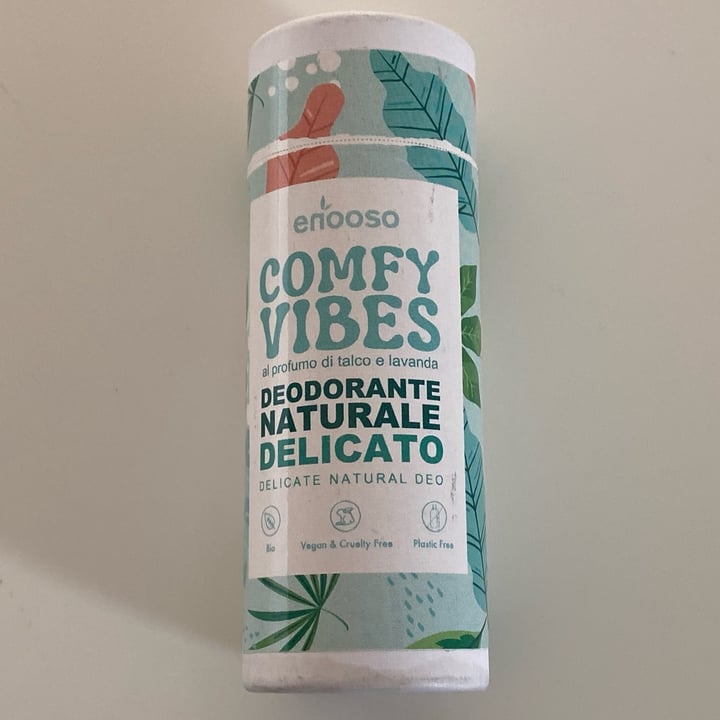 enooso
COMFY
VIBES
al profumo di talco e lavanda
DEODORANTE
NATURALE
DELICATO
DELICATE NATURAL DEO
Bio Vegan & Cruelty Free Plastic Free